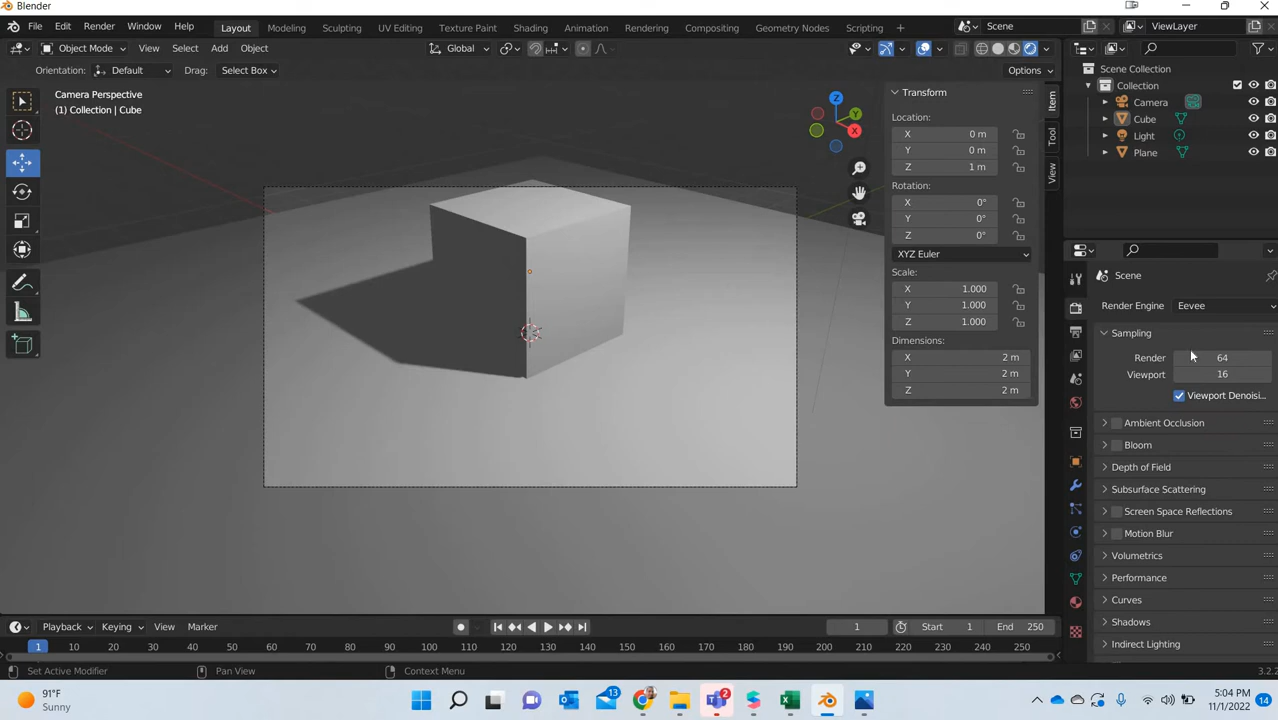 Blender
File Edit Render Window Help Layout Modeling Sculpting UV Editing Texture Paint Shading Animation Rendering Compositing Geometry Nodes Scripting Scene ViewLayer
Object Mode View Select Add Object Global
Orientation: Default Drag: Select Box Options
Camera Perspective
(1) Collection | Cube
Z
Y
X
Transform
Location:
X 0 m
Y 0 m
Z 1 m
Rotation:
X 0°
Y 0°
Z 0°
XYZ Euler
Scale:
X 1.000
Y 1.000
Z 1.000
Dimensions:
X 2 m
Y 2 m
Z 2 m
Item
Tool
View
Scene Collection
Collection
Camera
Cube
Light
Plane
Scene
Render Engine Eevee
Sampling
Render 64
Viewport 16
Viewport Denoisi...
Ambient Occlusion
Bloom
Depth of Field
Subsurface Scattering
Screen Space Reflections
Motion Blur
Volumetrics
Performance
Curves
Shadows
Indirect Lighting
Playback Keying View Marker 1 Start 1 End 250
1 10 20 30 40 50 60 70 80 90 100 110 120 130 140 150 160 170 180 190 200 210 220 230 240 250
Set Active Modifier Pan View Context Menu 3.2.2
91°F
Sunny
13
2
5:04 PM
11/1/2022
14